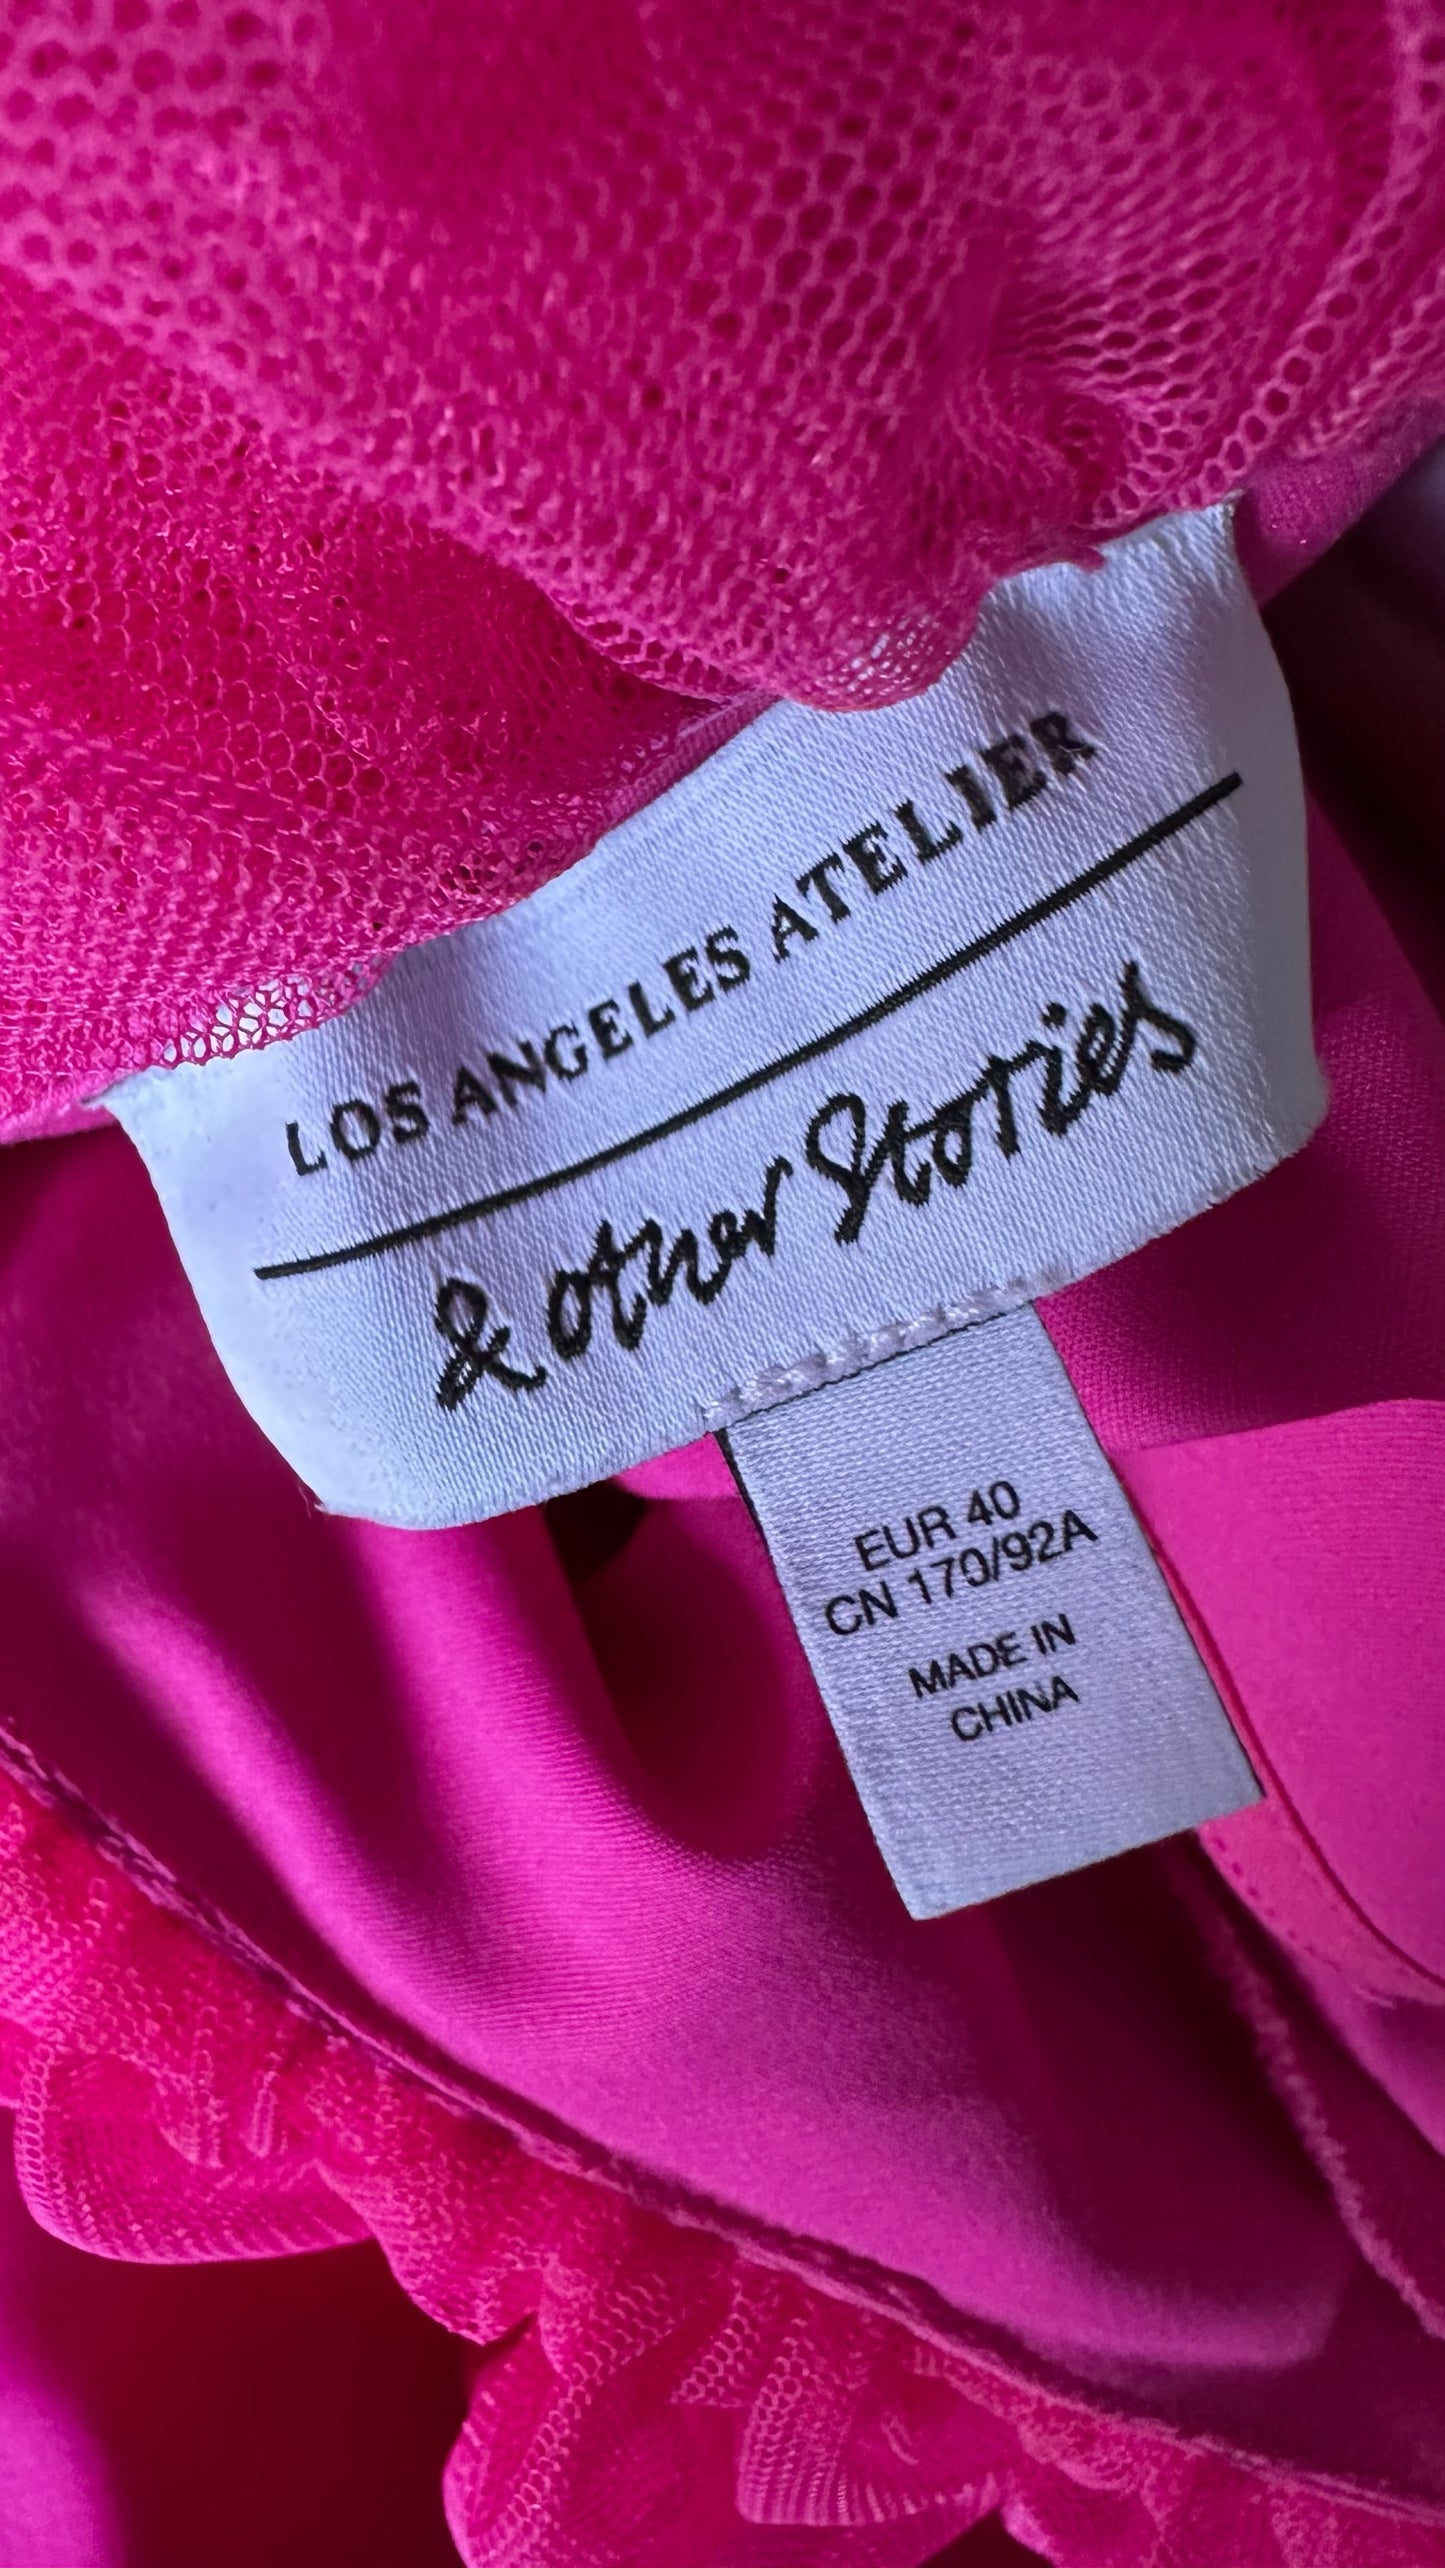 LOS ANGELES ATELIER
& other Stories
EUR 40
CN 170/92A
MADE IN
CHINA